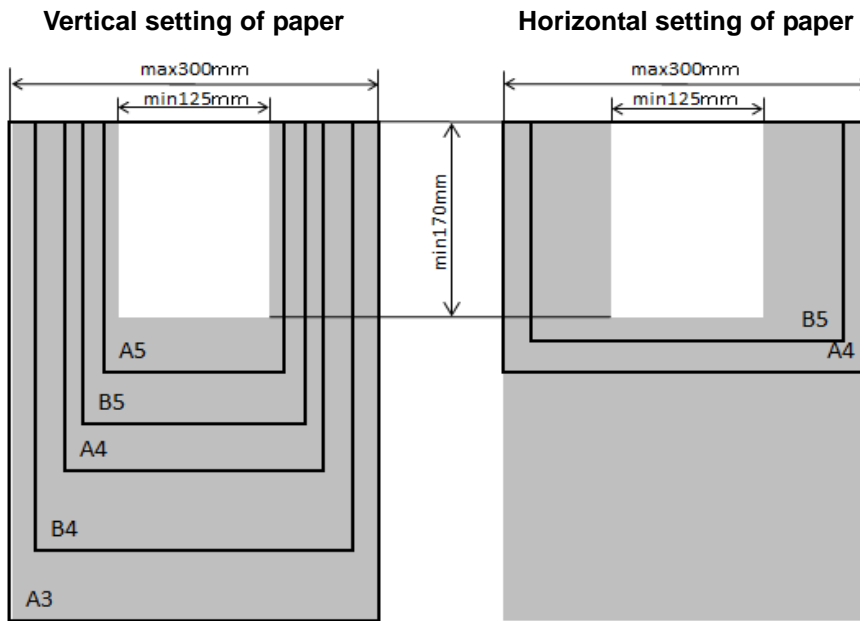 Vertical setting of paper
max300mm
min125mm
A5
B5
A4
B4
A3
min170mm
Horizontal setting of paper
max300mm
min125mm
B5
A4